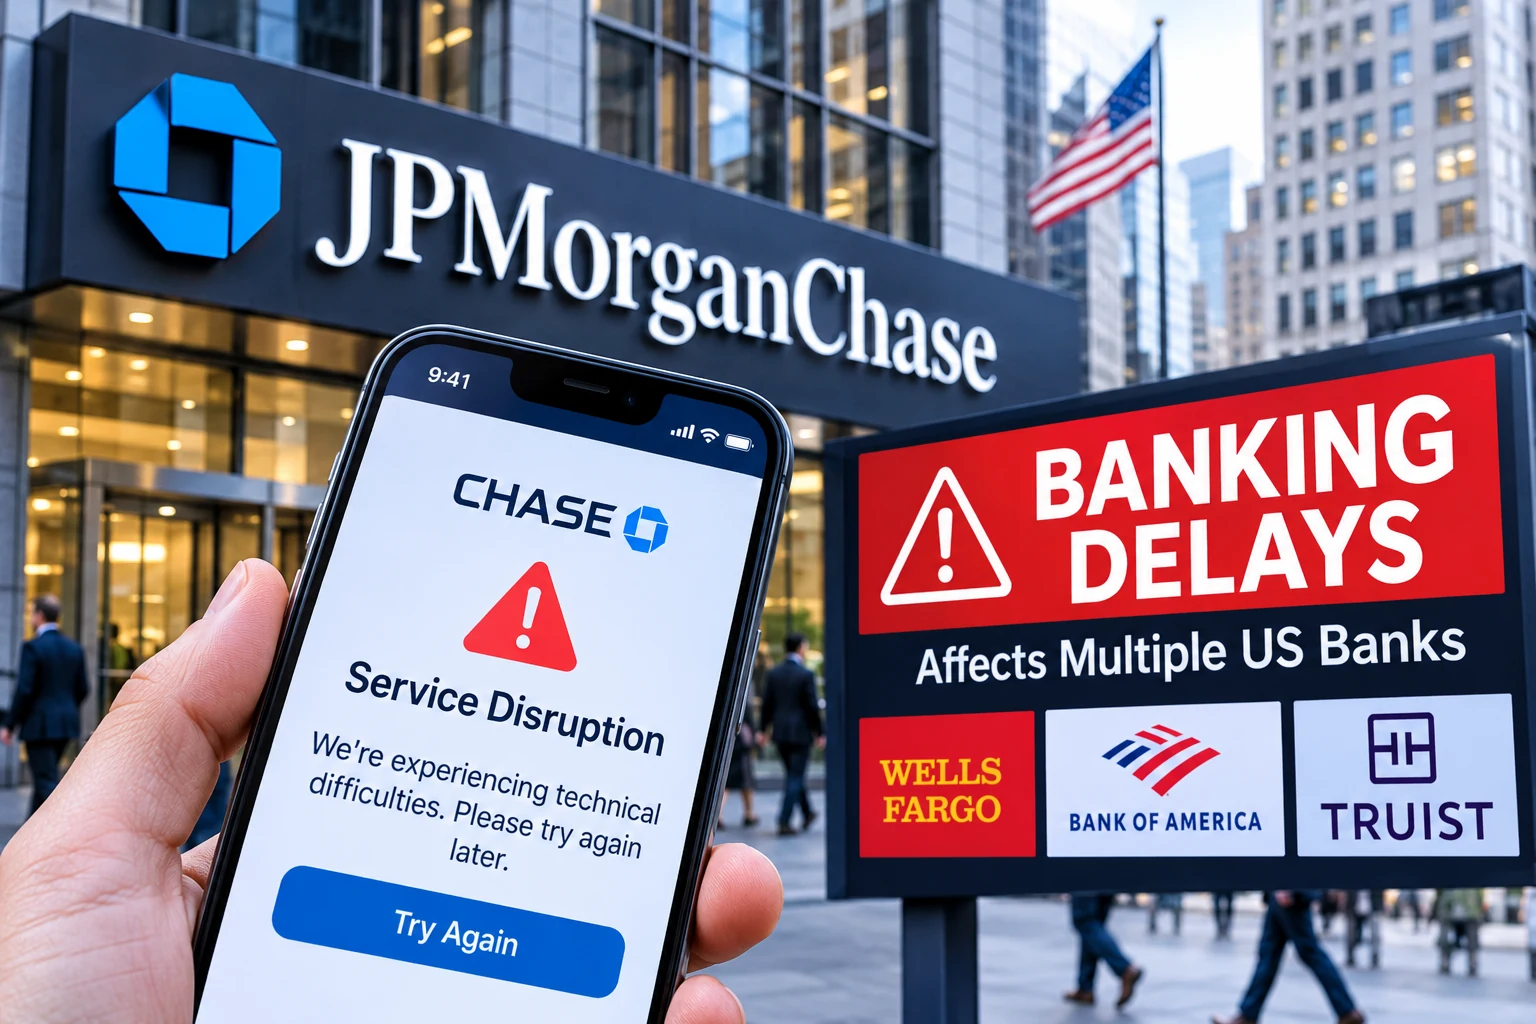 JPMorganChase
9:41
CHASE
Service Disruption
We're experiencing technical
difficulties. Please try again
later.
Try Again
BANKING
DELAYS
Affects Multiple US Banks
WELLS
FARGO
BANK OF AMERICA
TRUIST